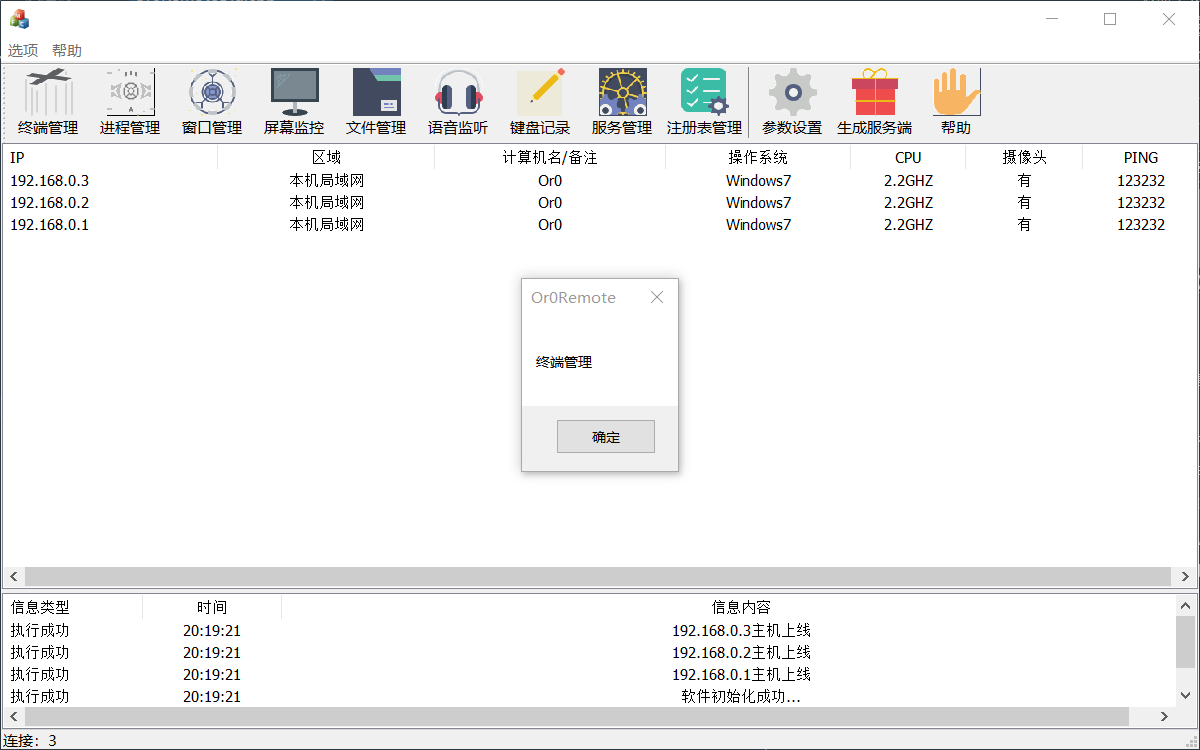 选项 帮助
终端管理 进程管理 窗口管理 屏幕监控 文件管理 语音监听 键盘记录 服务管理 注册表管理 参数设置 生成服务端 帮助
IP 区域 计算机名/备注 操作系统 CPU 摄像头 PING
192.168.0.3 本机局域网 Or0 Windows7 2.2GHZ 有 123232
192.168.0.2 本机局域网 Or0 Windows7 2.2GHZ 有 123232
192.168.0.1 本机局域网 Or0 Windows7 2.2GHZ 有 123232
Or0Remote
终端管理
确定
信息类型 时间 信息内容
执行成功 20:19:21 192.168.0.3主机上线
执行成功 20:19:21 192.168.0.2主机上线
执行成功 20:19:21 192.168.0.1主机上线
执行成功 20:19:21 软件初始化成功...
连接：3